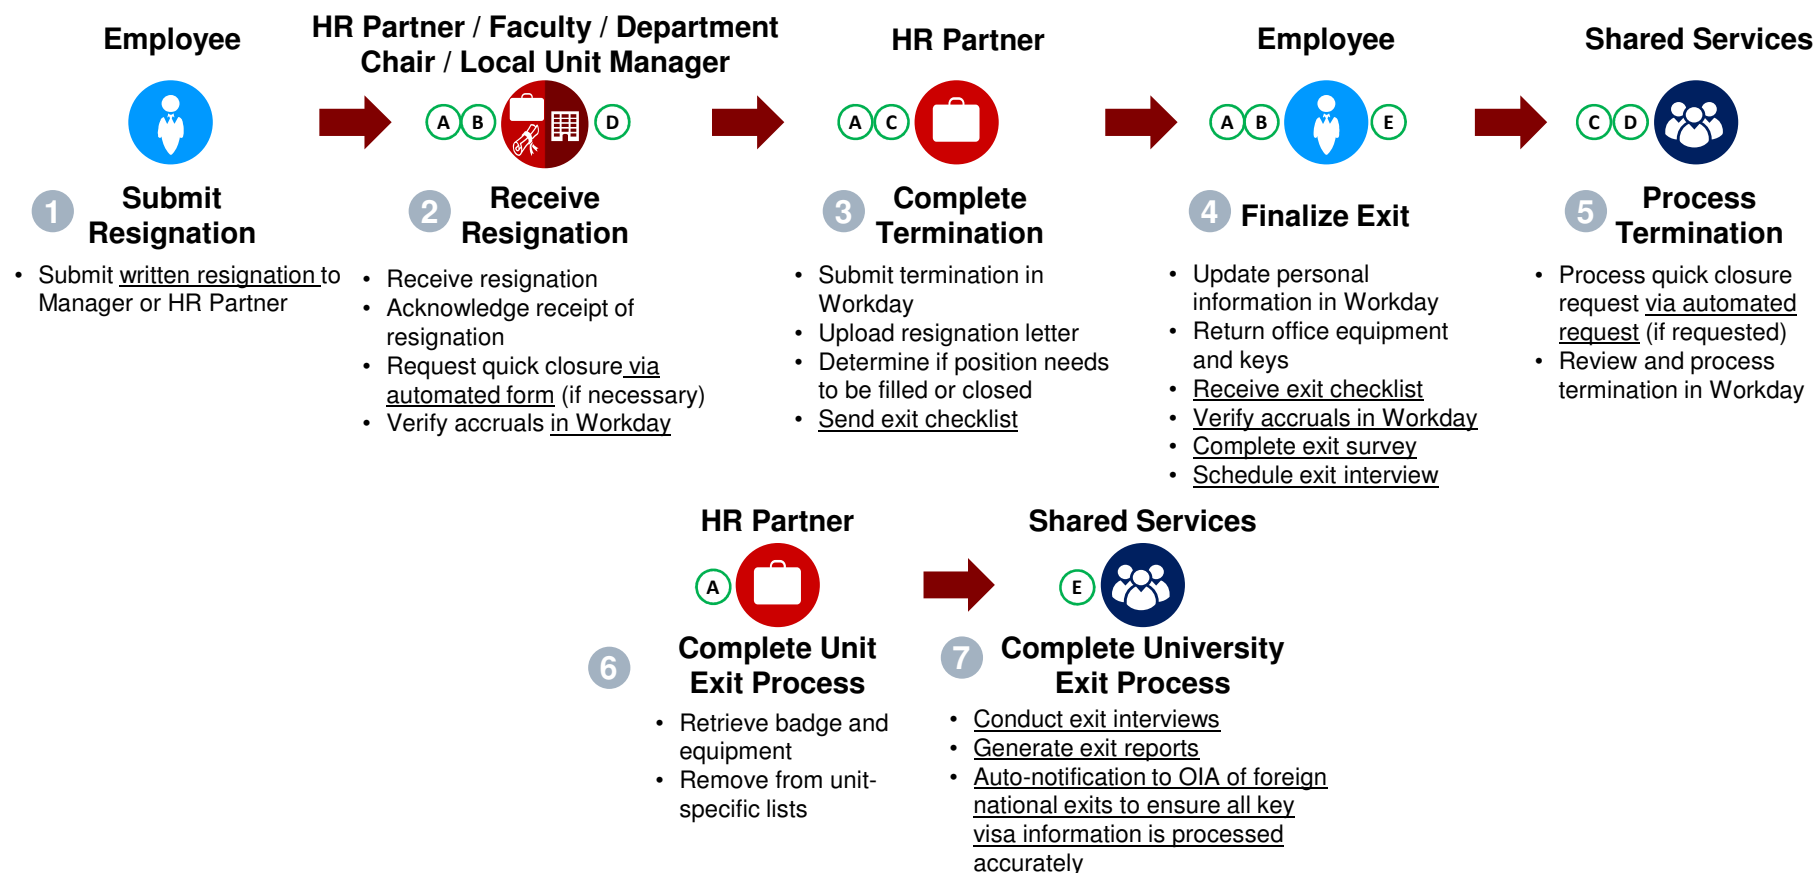 Employee
HR Partner / Faculty / Department
Chair / Local Unit Manager
HR Partner
Employee
Shared Services
A B D
A C
A B E
C D
1 Submit
Resignation
• Submit written resignation to
Manager or HR Partner
2 Receive
Resignation
• Receive resignation
• Acknowledge receipt of
resignation
• Request quick closure via
automated form (if necessary)
• Verify accruals in Workday
3 Complete
Termination
• Submit termination in
Workday
• Upload resignation letter
• Determine if position needs
to be filled or closed
• Send exit checklist
4 Finalize Exit
• Update personal
information in Workday
• Return office equipment
and keys
• Receive exit checklist
• Verify accruals in Workday
• Complete exit survey
• Schedule exit interview
5 Process
Termination
• Process quick closure
request via automated
request (if requested)
• Review and process
termination in Workday
HR Partner
A
6 Complete Unit
Exit Process
• Retrieve badge and
equipment
• Remove from unit-
specific lists
Shared Services
E
7 Complete University
Exit Process
• Conduct exit interviews
• Generate exit reports
• Auto-notification to OIA of foreign
national exits to ensure all key
visa information is processed
accurately